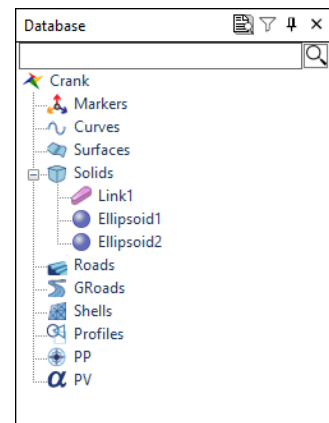 Database
Crank
Markers
Curves
Surfaces
Solids
Link1
Ellipsoid1
Ellipsoid2
Roads
GRoads
Shells
Profiles
PP
α PV